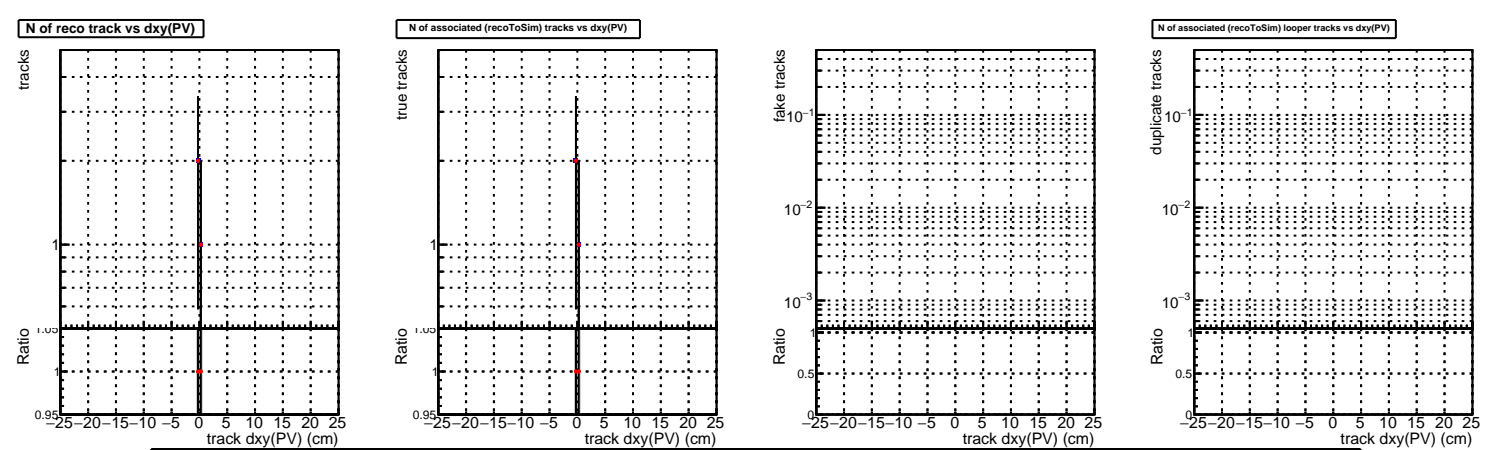 N of reco track vs dxy(PV)
tracks
1
Ratio
1.05
1
0.95
−25 −20 −15 −10 −5 0 5 10 15 20 25
track dxy(PV) (cm)
N of associated (recoToSim) tracks vs dxy(PV)
true tracks
1
Ratio
1.05
1
0.95
−25 −20 −15 −10 −5 0 5 10 15 20 25
track dxy(PV) (cm)
fake tracks
10−1
10−2
10−3
Ratio
1
0.5
0
−25 −20 −15 −10 −5 0 5 10 15 20 25
track dxy(PV) (cm)
N of associated (recoToSim) looper tracks vs dxy(PV)
duplicate tracks
10−1
10−2
10−3
Ratio
1
0.5
0
−25 −20 −15 −10 −5 0 5 10 15 20 25
track dxy(PV) (cm)